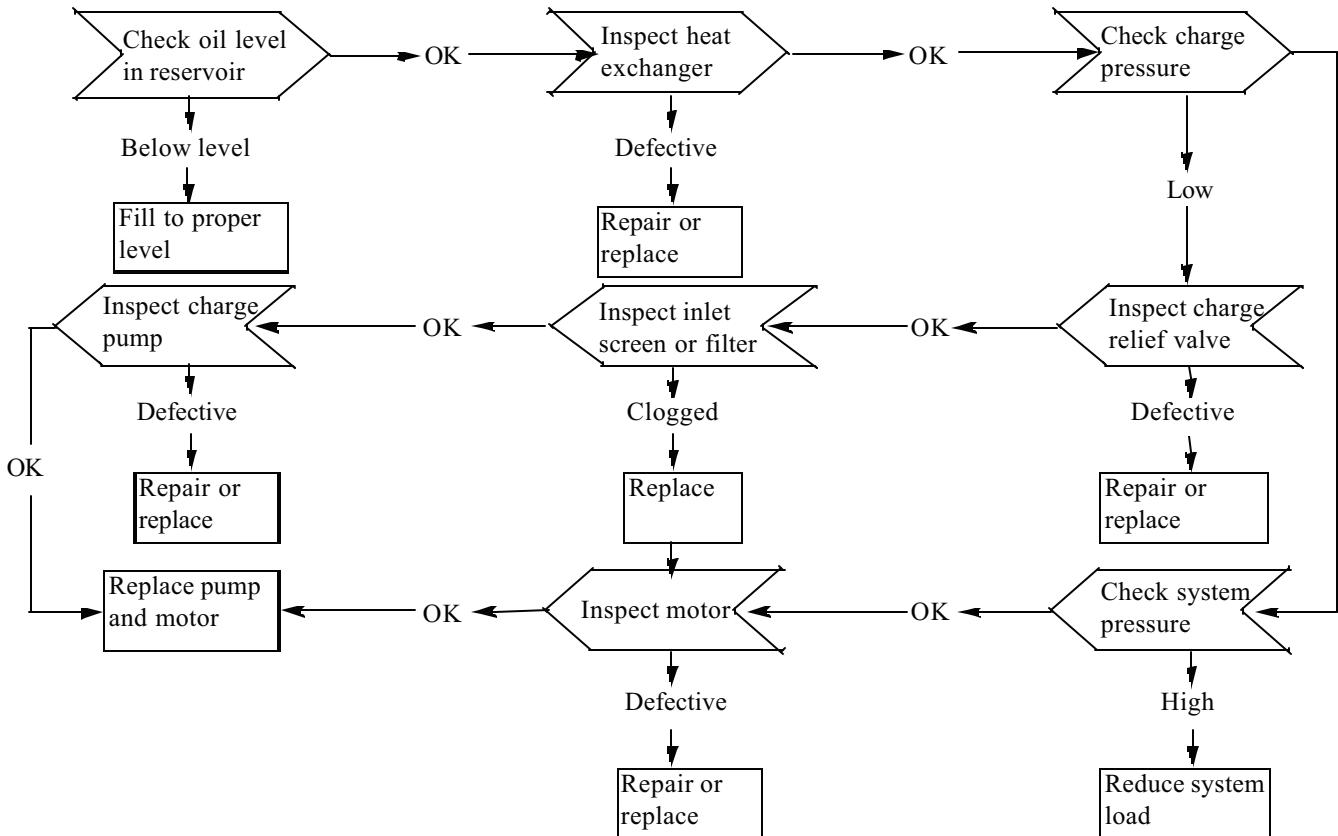 Check oil level
in reservoir
OK
Inspect heat
exchanger
OK
Check charge
pressure
Below level
Defective
Low
Fill to proper
level
Repair or
replace
Inspect charge
pump
OK
Inspect inlet
screen or filter
OK
Inspect charge
relief valve
Defective
Clogged
Defective
OK
Repair or
replace
Replace
Repair or
replace
Replace pump
and motor
OK
Inspect motor
OK
Check system
pressure
Defective
High
Repair or
replace
Reduce system
load